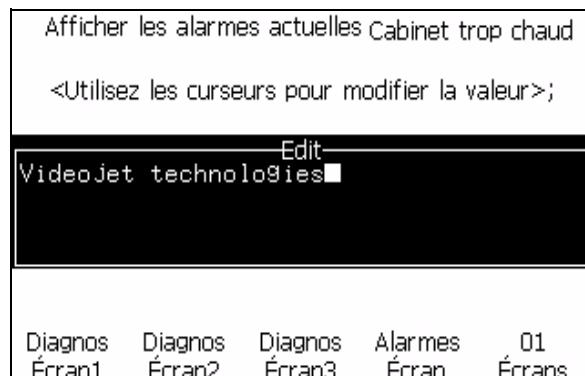 Afficher les alarmes actuelles Cabinet trop chaud
<Utilisez les curseurs pour modifier la valeur>;
Edit
Videojet technologies
Diagnos Diagnos Diagnos Alarmes 01
Écran1 Écran2 Écran3 Écran Écrans